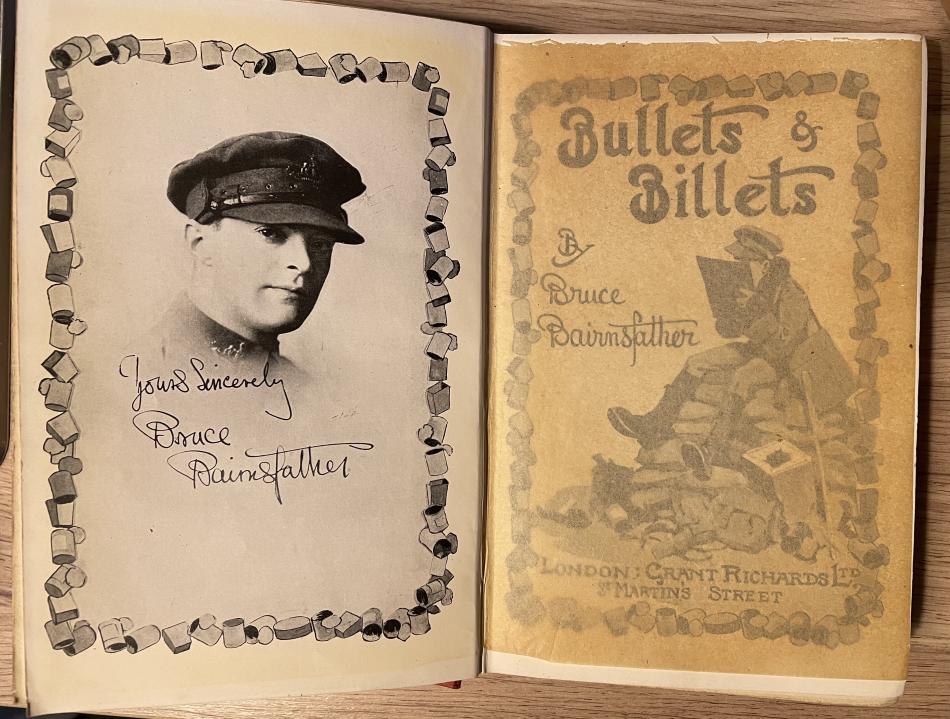 Yours Sincerely
Bruce
Bairnsfather
Bullets &
Billets
By
Bruce
Bairnsfather
LONDON: GRANT RICHARDS LTD
ST MARTIN'S STREET